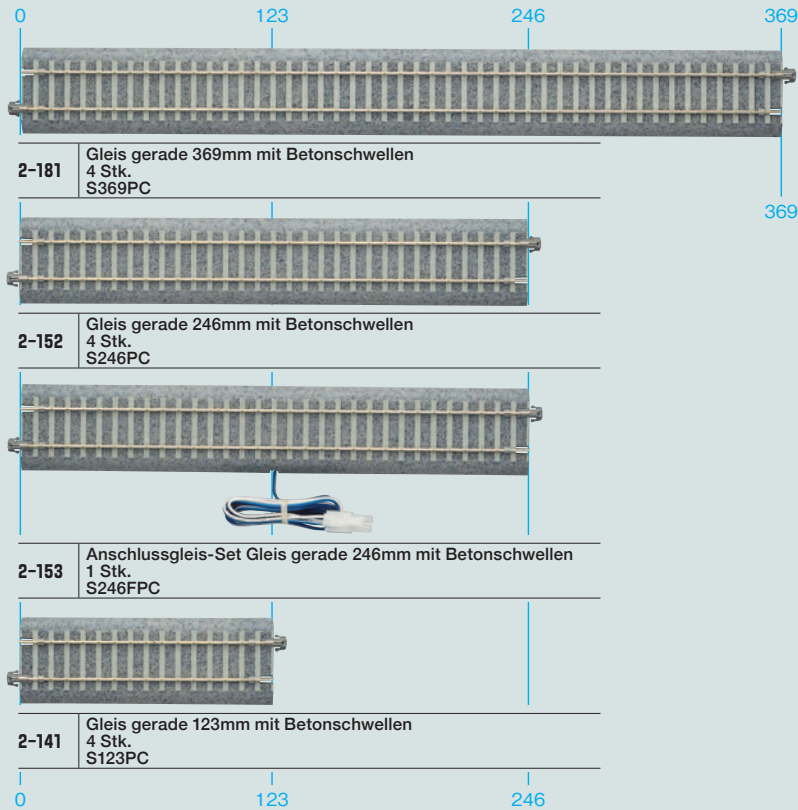 0 123 246 369
2-181
Gleis gerade 369mm mit Betonschwellen
4 Stk.
S369PC
369
2-152
Gleis gerade 246mm mit Betonschwellen
4 Stk.
S246PC
2-153
Anschlussgleis-Set Gleis gerade 246mm mit Betonschwellen
1 Stk.
S246FPC
2-141
Gleis gerade 123mm mit Betonschwellen
4 Stk.
S123PC
0 123 246